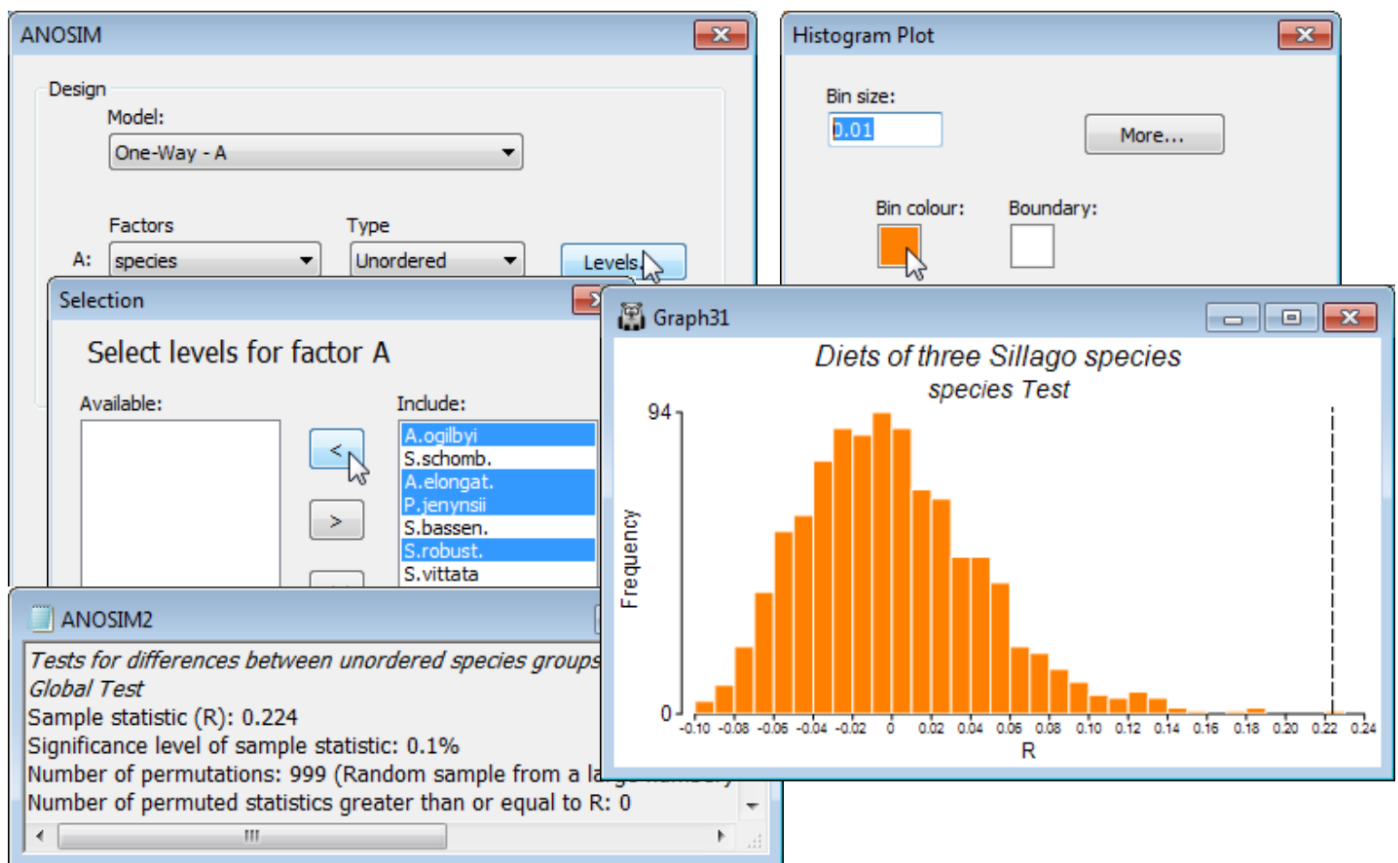 ANOSIM
Design
Model:
One-Way - A
Factors Type
A: species Unordered Levels.
Selection
Select levels for factor A
Available: Include:
<
>
A.ogilbyi
S.schomb.
A.elongat.
P.jenynsii
S.bassen.
S.robust.
S.vittata
Histogram Plot
Bin size:
0.01
More...
Bin colour: Boundary:
Graph31
Diets of three Sillago species
species Test
94
Frequency
0
-0.10 -0.08 -0.06 -0.04 -0.02 0 0.02 0.04 0.06 0.08 0.10 0.12 0.14 0.16 0.18 0.20 0.22 0.24
R
ANOSIM2
Tests for differences between unordered species groups
Global Test
Sample statistic (R): 0.224
Significance level of sample statistic: 0.1%
Number of permutations: 999 (Random sample from a
Number of permuted statistics greater than or equal to R: 0